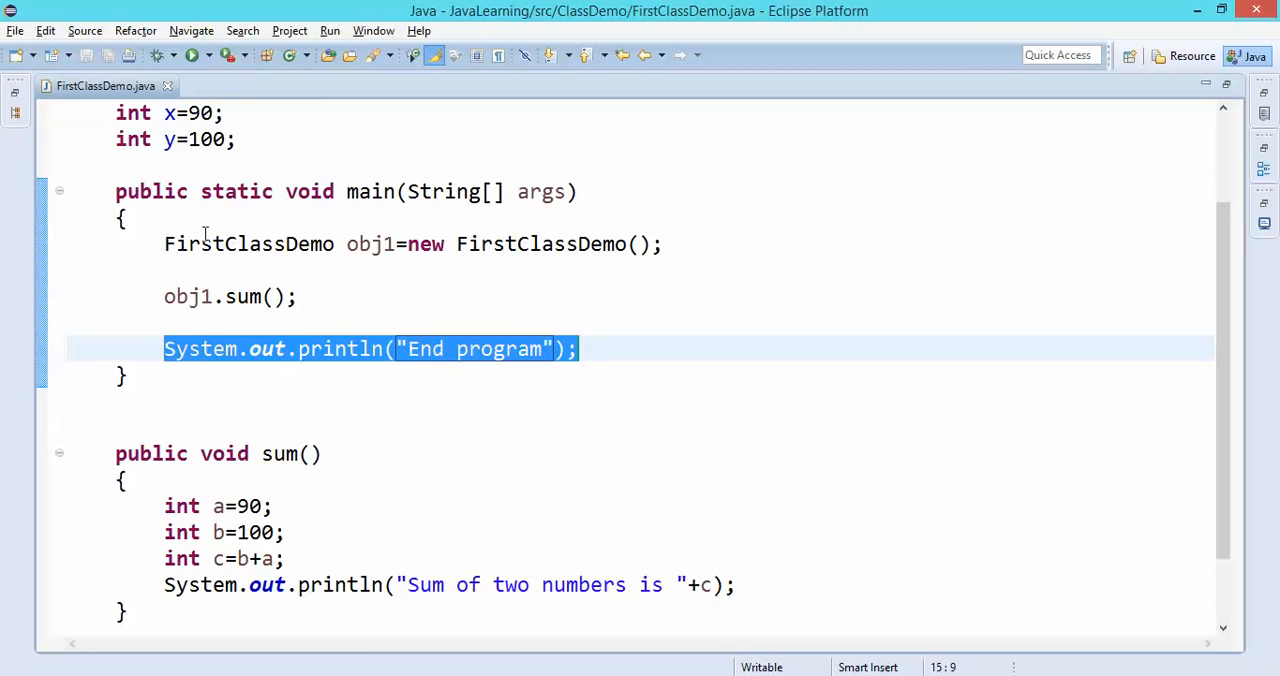 Java - JavaLearning/src/ClassDemo/FirstClassDemo.java - Eclipse Platform
File Edit Source Refactor Navigate Search Project Run Window Help
Quick Access Resource Java
FirstClassDemo.java
int x=90;
int y=100;
public static void main(String[] args)
{
FirstClassDemo obj1=new FirstClassDemo();
obj1.sum();
System.out.println("End program");
}
public void sum()
{
int a=90;
int b=100;
int c=b+a;
System.out.println("Sum of two numbers is "+c);
}
Writable Smart Insert 15:9